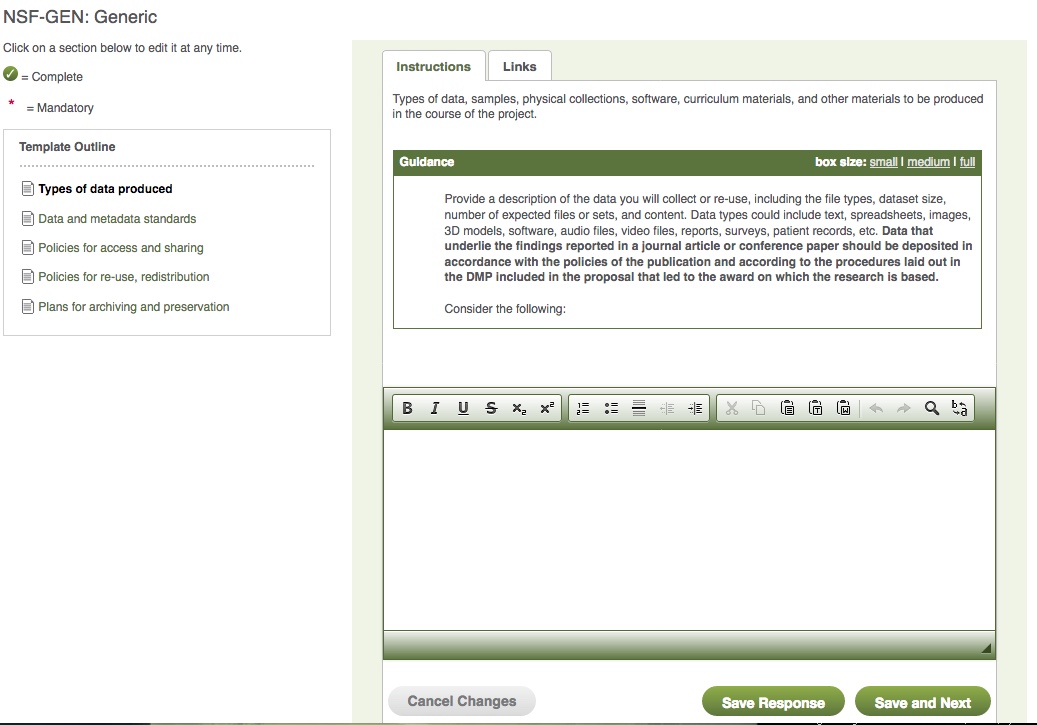 NSF-GEN: Generic
Click on a section below to edit it at any time.
= Complete
* = Mandatory
Template Outline
Types of data produced
Data and metadata standards
Policies for access and sharing
Policies for re-use, redistribution
Plans for archiving and preservation
Instructions
Links
Types of data, samples, physical collections, software, curriculum materials, and other materials to be produced
in the course of the project.
Guidance
box size: small | medium | full
Provide a description of the data you will collect or re-use, including the file types, dataset size,
number of expected files or sets, and content. Data types could include text, spreadsheets, images,
3D models, software, audio files, video files, reports, surveys, patient records, etc. Data that
underlie the findings reported in a journal article or conference paper should be deposited in
accordance with the policies of the publication and according to the procedures laid out in
the DMP included in the proposal that led to the award on which the research is based.
Consider the following:
B I U S x₂ x²
Cancel Changes
Save Response
Save and Next